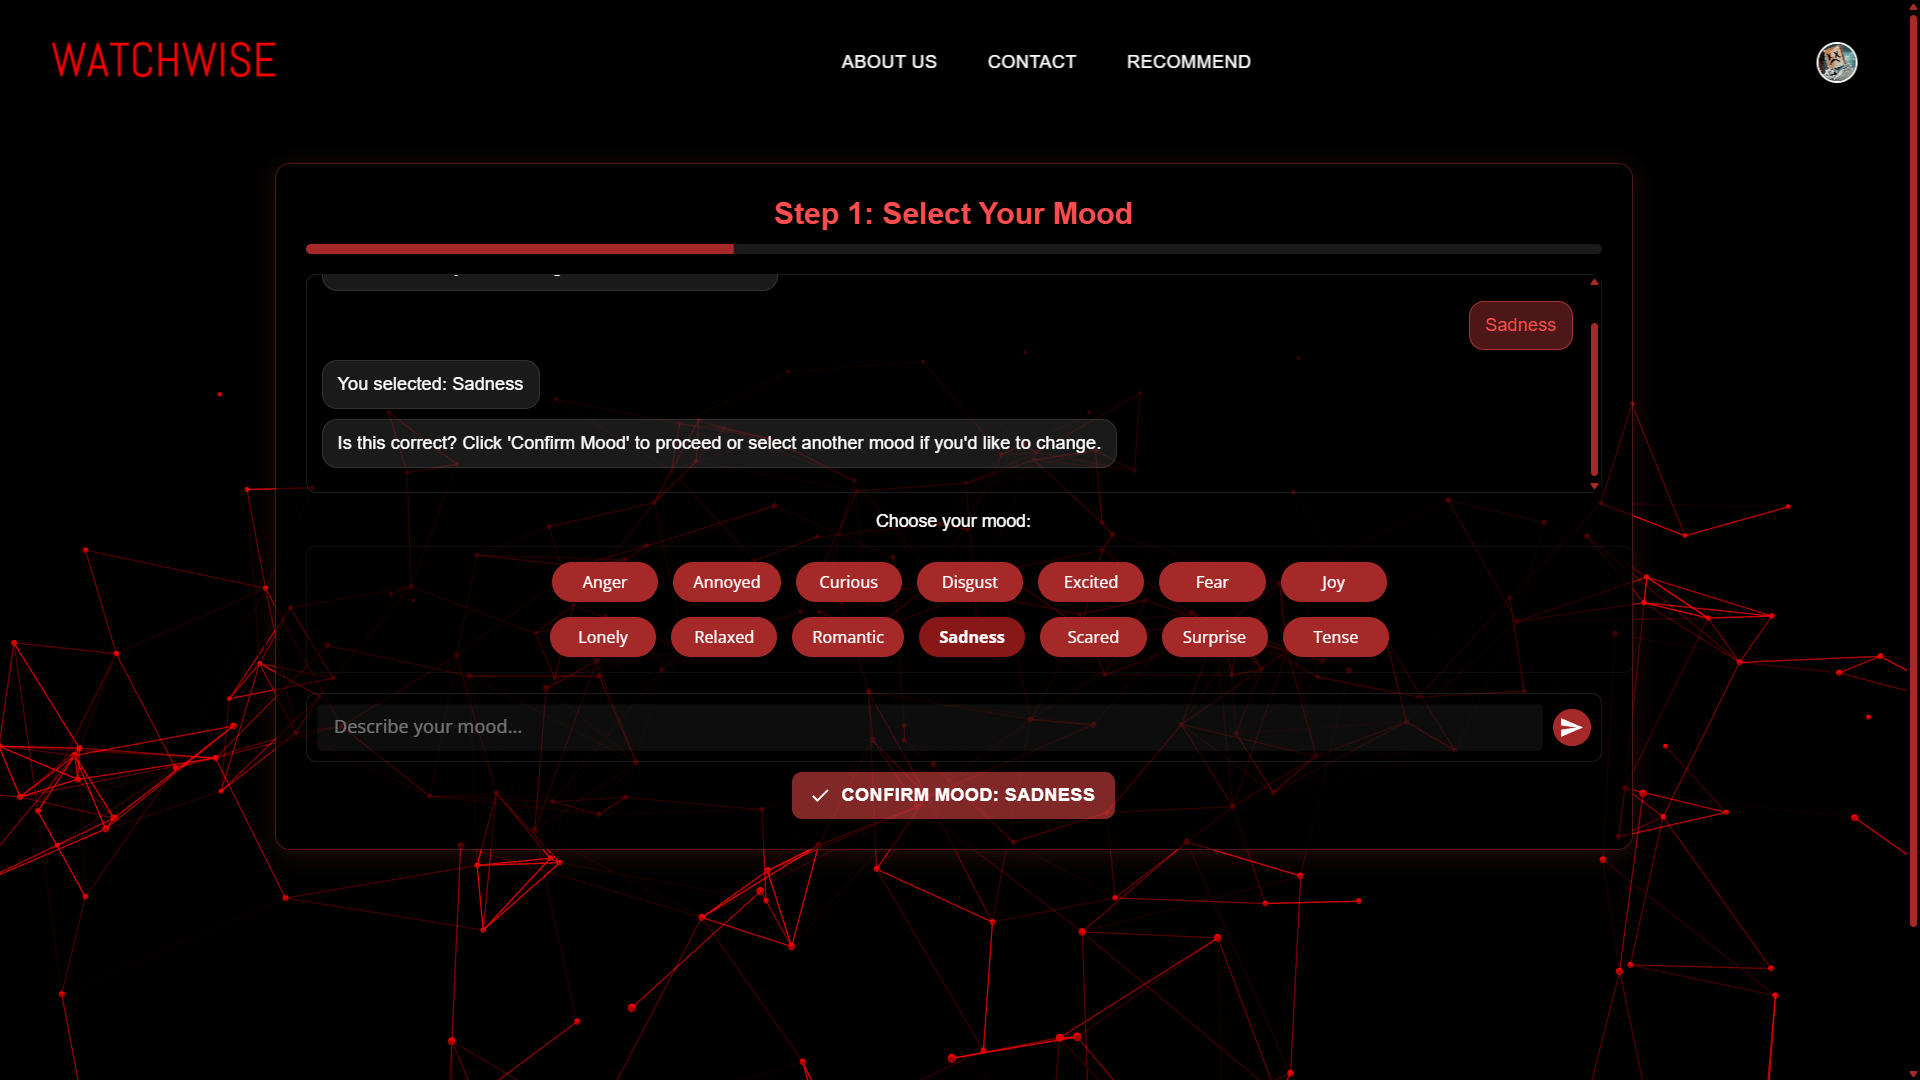 WATCHWISE
ABOUT US
CONTACT
RECOMMEND
Step 1: Select Your Mood
Sadness
You selected: Sadness
Is this correct? Click 'Confirm Mood' to proceed or select another mood if you'd like to change.
Choose your mood:
Anger
Annoyed
Curious
Disgust
Excited
Fear
Joy
Lonely
Relaxed
Romantic
Sadness
Scared
Surprise
Tense
Describe your mood...
CONFIRM MOOD: SADNESS